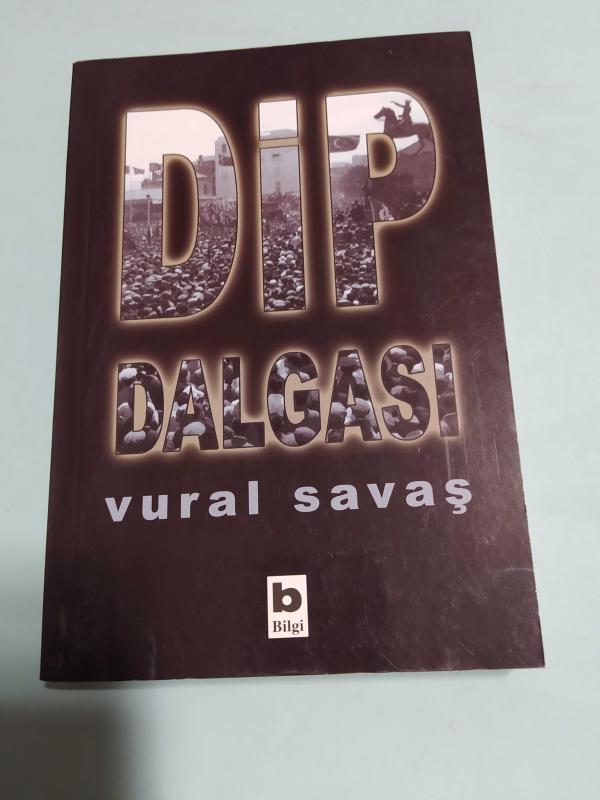 DİP
DALGASI
vural savaş
b
Bilgi